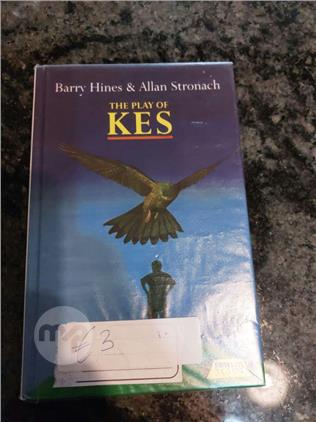 Barry Hines & Allan Stronach
THE PLAY OF
KES
£3